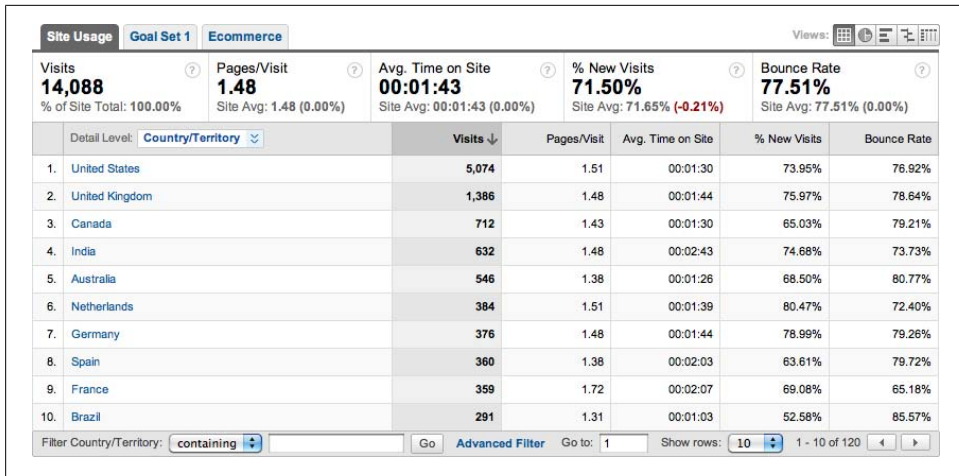 Site Usage Goal Set 1 Ecommerce Views:
Visits ? Pages/Visit ? Avg. Time on Site ? % New Visits ? Bounce Rate ?
14,088 1.48 00:01:43 71.50% 77.51%
% of Site Total: 100.00% Site Avg: 1.48 (0.00%) Site Avg: 00:01:43 (0.00%) Site Avg: 71.65% (-0.21%) Site Avg: 77.51% (0.00%)
Detail Level: Country/Territory Visits ↓ Pages/Visit Avg. Time on Site % New Visits Bounce Rate
1. United States 5,074 1.51 00:01:30 73.95% 76.92%
2. United Kingdom 1,386 1.48 00:01:44 75.97% 78.64%
3. Canada 712 1.43 00:01:30 65.03% 79.21%
4. India 632 1.48 00:02:43 74.68% 73.73%
5. Australia 546 1.38 00:01:26 68.50% 80.77%
6. Netherlands 384 1.51 00:01:39 80.47% 72.40%
7. Germany 376 1.48 00:01:44 78.99% 79.26%
8. Spain 360 1.38 00:02:03 63.61% 79.72%
9. France 359 1.72 00:02:07 69.08% 65.18%
10. Brazil 291 1.31 00:01:03 52.58% 85.57%
Filter Country/Territory: containing Go Advanced Filter Go to: 1 Show rows: 10 1 - 10 of 120